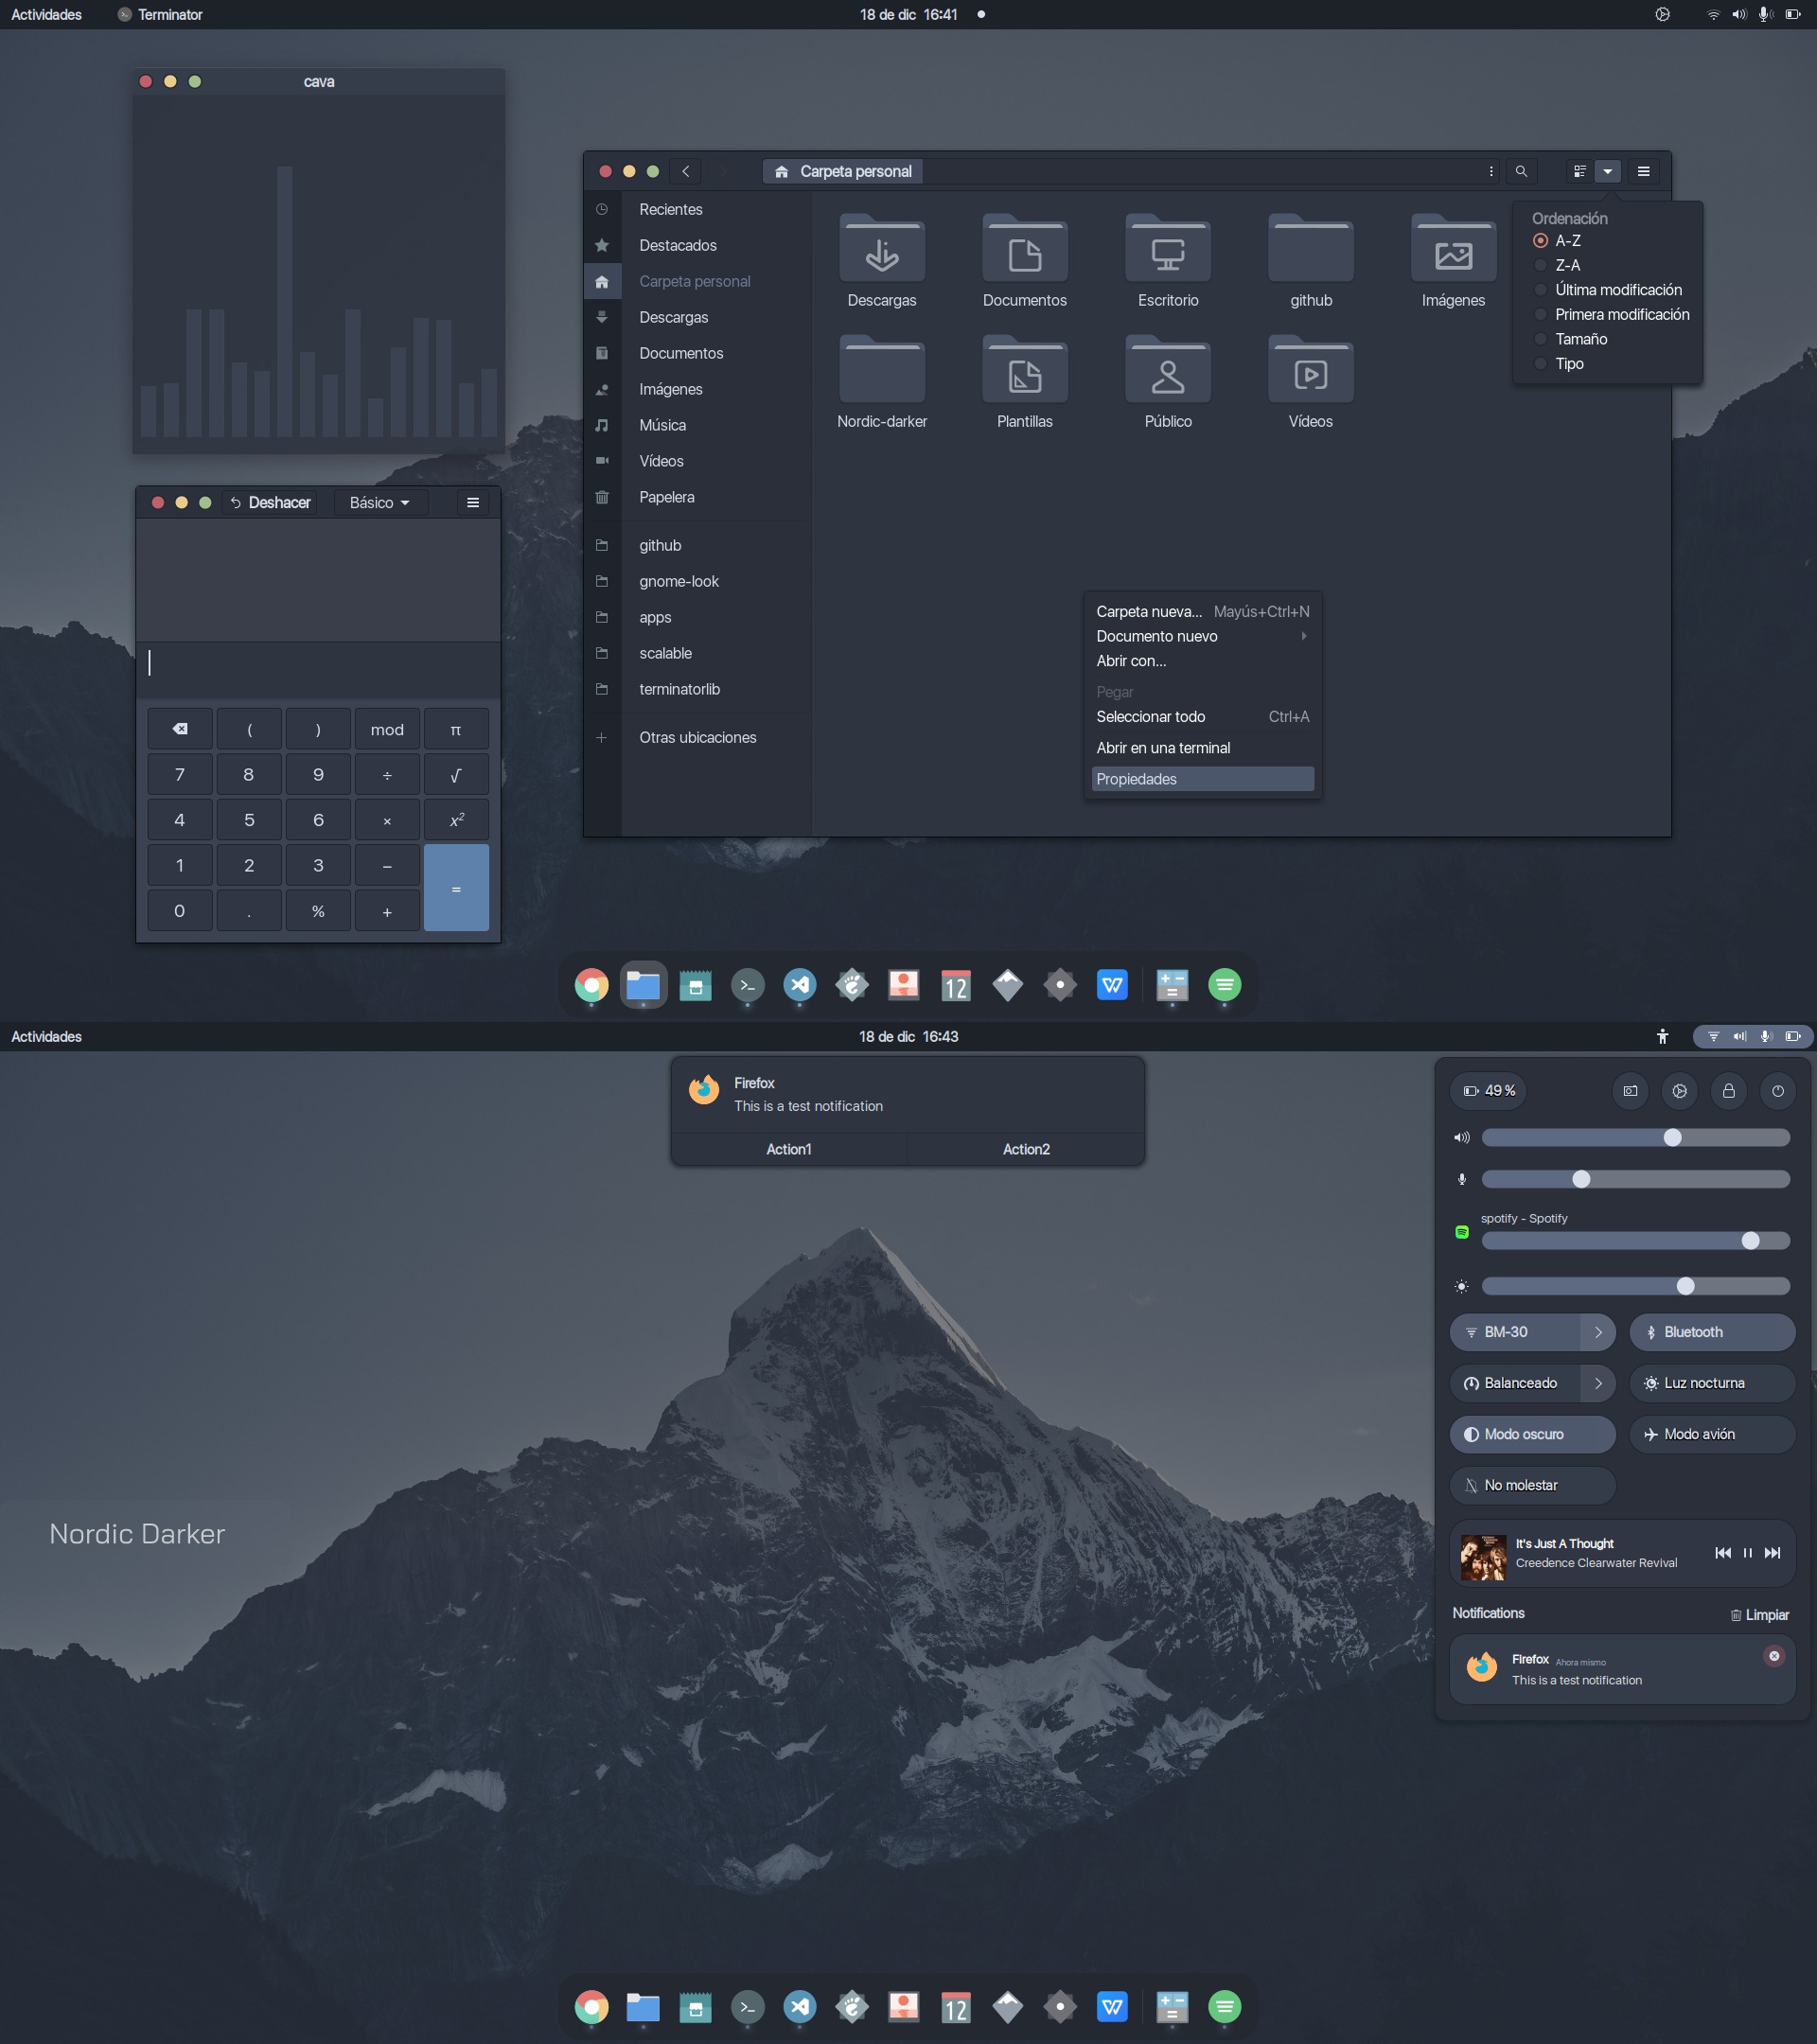 Actividades Terminator 18 de dic 16:41
cava
Deshacer Básico
( ) mod π
7 8 9 ÷ √
4 5 6 × x²
1 2 3 −
=
0 . % +
Carpeta personal
Recientes
Destacados
Carpeta personal
Descargas
Documentos
Imágenes
Música
Vídeos
Papelera
github
gnome-look
apps
scalable
terminatorlib
Otras ubicaciones
Descargas Documentos Escritorio github Imágenes
Nordic-darker Plantillas Público Vídeos
Ordenación
A-Z
Z-A
Última modificación
Primera modificación
Tamaño
Tipo
Carpeta nueva... Mayús+Ctrl+N
Documento nuevo
Abrir con...
Pegar
Seleccionar todo Ctrl+A
Abrir en una terminal
Propiedades
12
Actividades 18 de dic 16:43
Firefox
This is a test notification
Action1 Action2
49 %
spotify - Spotify
BM-30 Bluetooth
Balanceado Luz nocturna
Modo oscuro Modo avión
No molestar
It's Just A Thought
Creedence Clearwater Revival
Notifications Limpiar
Firefox Ahora mismo
This is a test notification
Nordic Darker
12